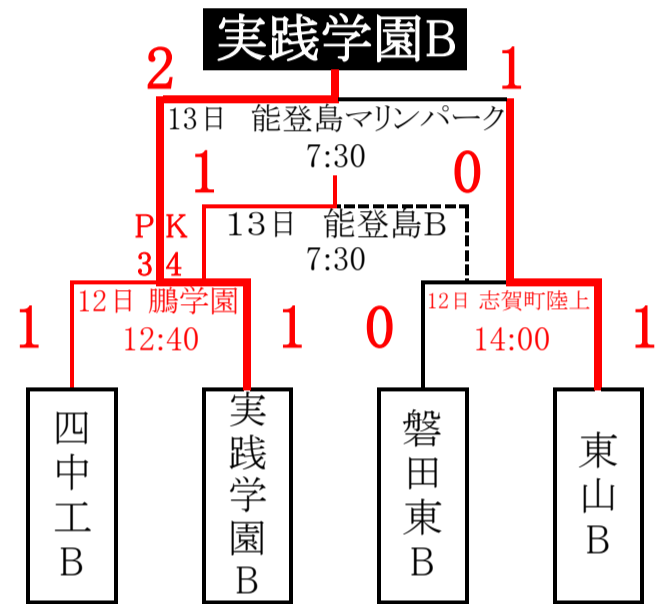 実践学園B
2
1
13日 能登島マリンパーク
7:30
1
0
13日 能登島B
7:30
PK
34
12日 鵬学園
12:40
12日 志賀町陸上
14:00
1
1
0
1
四中工B
実践学園B
磐田東B
東山B